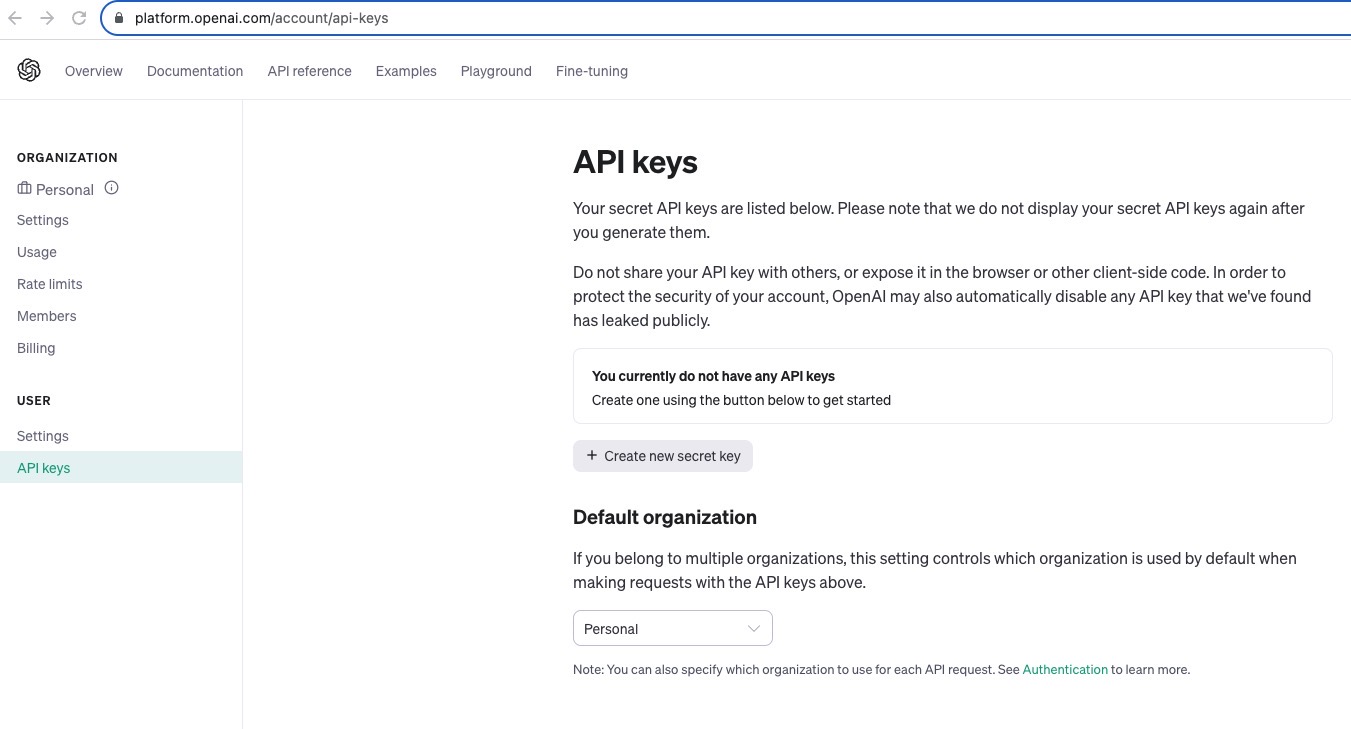 platform.openai.com/account/api-keys
Overview Documentation API reference Examples Playground Fine-tuning
ORGANIZATION
Personal
Settings
Usage
Rate limits
Members
Billing
USER
Settings
API keys
API keys
Your secret API keys are listed below. Please note that we do not display your secret API keys again after
you generate them.
Do not share your API key with others, or expose it in the browser or other client-side code. In order to
protect the security of your account, OpenAI may also automatically disable any API key that we've found
has leaked publicly.
You currently do not have any API keys
Create one using the button below to get started
+ Create new secret key
Default organization
If you belong to multiple organizations, this setting controls which organization is used by default when
making requests with the API keys above.
Personal
Note: You can also specify which organization to use for each API request. See Authentication to learn more.